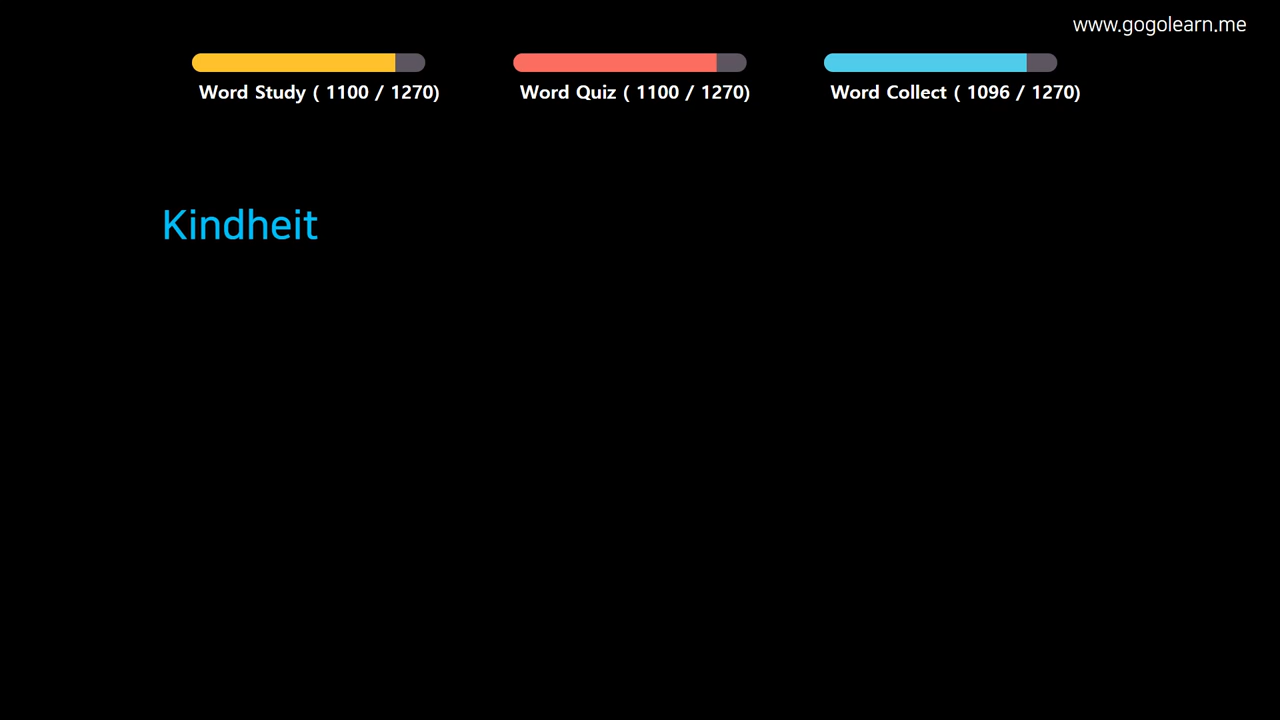 www.gogolearn.me
Word Study ( 1100 / 1270)
Word Quiz ( 1100 / 1270)
Word Collect ( 1096 / 1270)
Kindheit